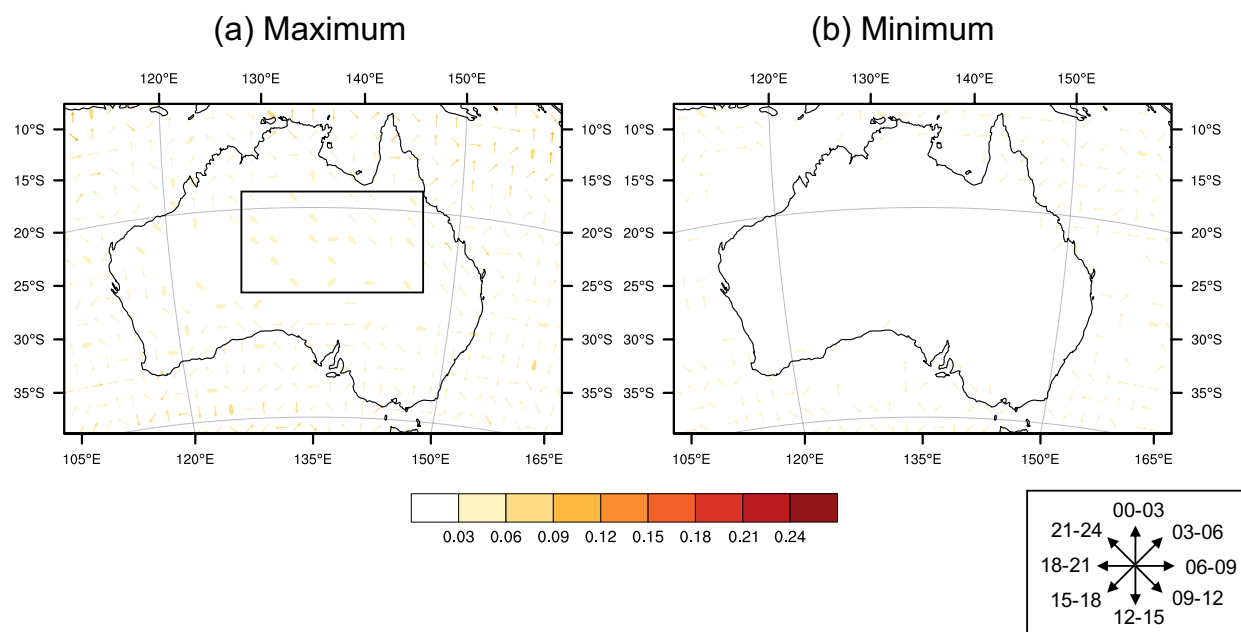 (a) Maximum
(b) Minimum
120°E 130°E 140°E 150°E
120°E 130°E 140°E 150°E
10°S 10°S 10°S 10°S
15°S 15°S 15°S 15°S
20°S 20°S 20°S 20°S
25°S 25°S 25°S 25°S
30°S 30°S 30°S 30°S
35°S 35°S 35°S 35°S
105°E 120°E 135°E 150°E 165°E
105°E 120°E 135°E 150°E 165°E
0.03 0.06 0.09 0.12 0.15 0.18 0.21 0.24
00-03
21-24 03-06
18-21 06-09
15-18 09-12
12-15